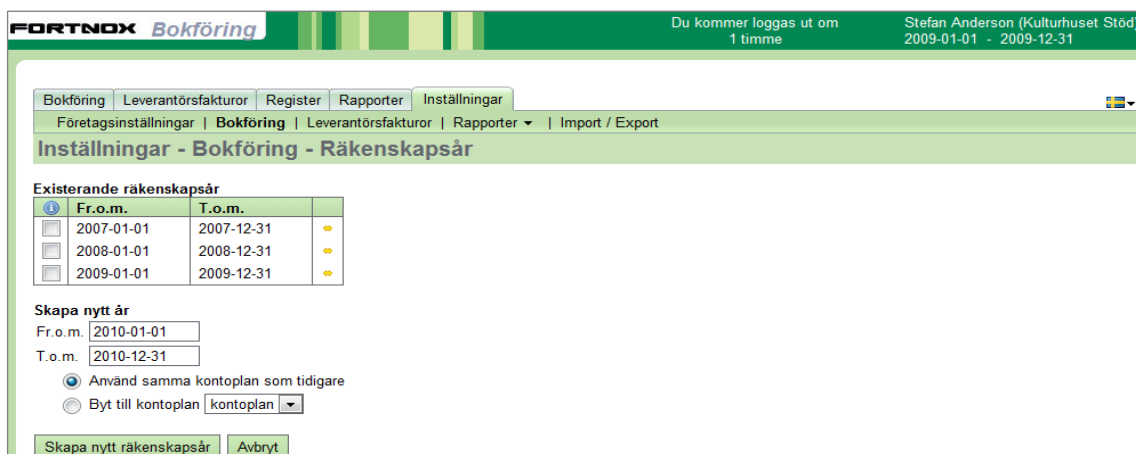 FORTNOX Bokföring
Du kommer loggas ut om
1 timme
Stefan Anderson (Kulturhuset Stöd)
2009-01-01 - 2009-12-31
Bokföring Leverantörsfakturor Register Rapporter Inställningar
Företagsinställningar | Bokföring | Leverantörsfakturor | Rapporter | Import / Export
Inställningar - Bokföring - Räkenskapsår
Existerande räkenskapsår
Fr.o.m. T.o.m.
2007-01-01 2007-12-31
2008-01-01 2008-12-31
2009-01-01 2009-12-31
Skapa nytt år
Fr.o.m. 2010-01-01
T.o.m. 2010-12-31
Använd samma kontoplan som tidigare
Byt till kontoplan kontoplan
Skapa nytt räkenskapsår Avbryt